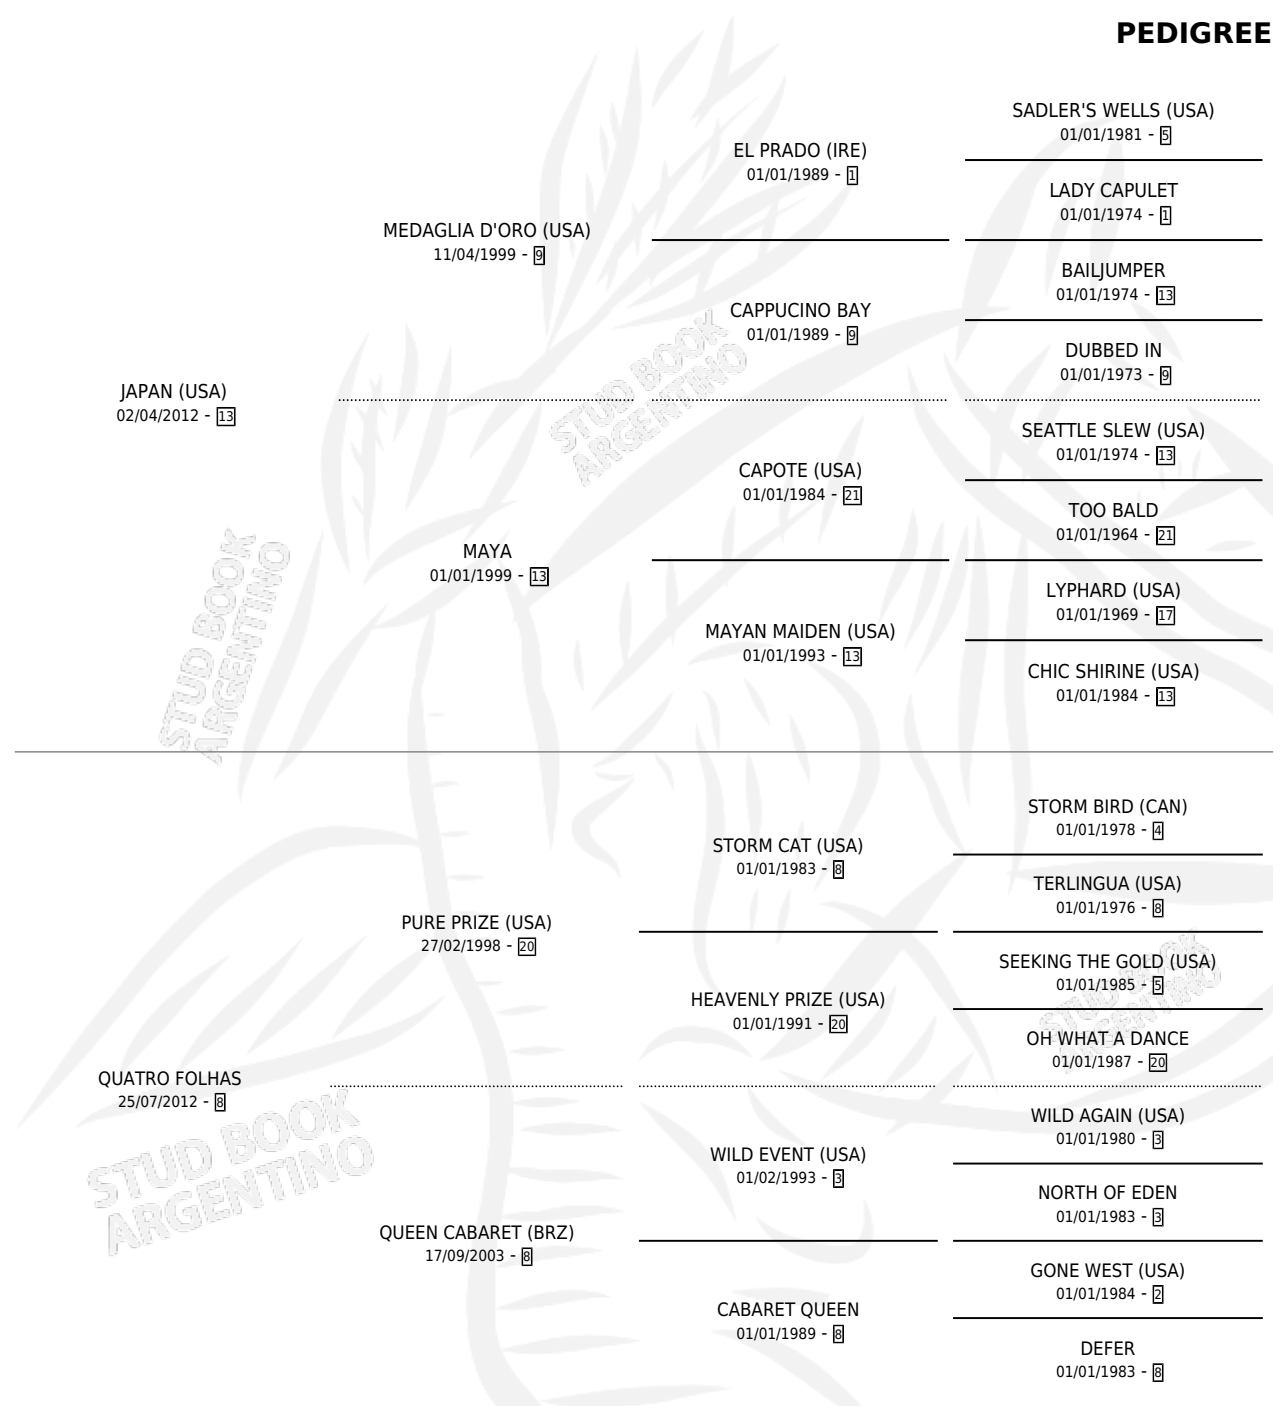 PEDIGREE
SADLER'S WELLS (USA)
01/01/1981 - 5
EL PRADO (IRE)
01/01/1989 - 1
LADY CAPULET
01/01/1974 - 1
MEDAGLIA D'ORO (USA)
11/04/1999 - 9
BAILJUMPER
01/01/1974 - 13
CAPPUCINO BAY
01/01/1989 - 9
DUBBED IN
01/01/1973 - 9
JAPAN (USA)
02/04/2012 - 13
STUD BOOK
ARGENTINO
SEATTLE SLEW (USA)
01/01/1974 - 13
CAPOTE (USA)
01/01/1984 - 21
TOO BALD
01/01/1964 - 21
MAYA
01/01/1999 - 13
LYPHARD (USA)
01/01/1969 - 17
MAYAN MAIDEN (USA)
01/01/1993 - 13
CHIC SHIRINE (USA)
01/01/1984 - 13
STUD BOOK
ARGENTINO
STORM BIRD (CAN)
01/01/1978 - 4
STORM CAT (USA)
01/01/1983 - 8
TERLINGUA (USA)
01/01/1976 - 8
PURE PRIZE (USA)
27/02/1998 - 20
SEEKING THE GOLD (USA)
01/01/1985 - 5
HEAVENLY PRIZE (USA)
01/01/1991 - 20
STUD BOOK
ARGENTINO
OH WHAT A DANCE
01/01/1987 - 20
QUATRO FOLHAS
25/07/2012 - 8
WILD AGAIN (USA)
01/01/1980 - 3
WILD EVENT (USA)
01/02/1993 - 3
STUD BOOK
ARGENTINO
NORTH OF EDEN
01/01/1983 - 3
QUEEN CABARET (BRZ)
17/09/2003 - 8
GONE WEST (USA)
01/01/1984 - 2
CABARET QUEEN
01/01/1989 - 8
DEFER
01/01/1983 - 8